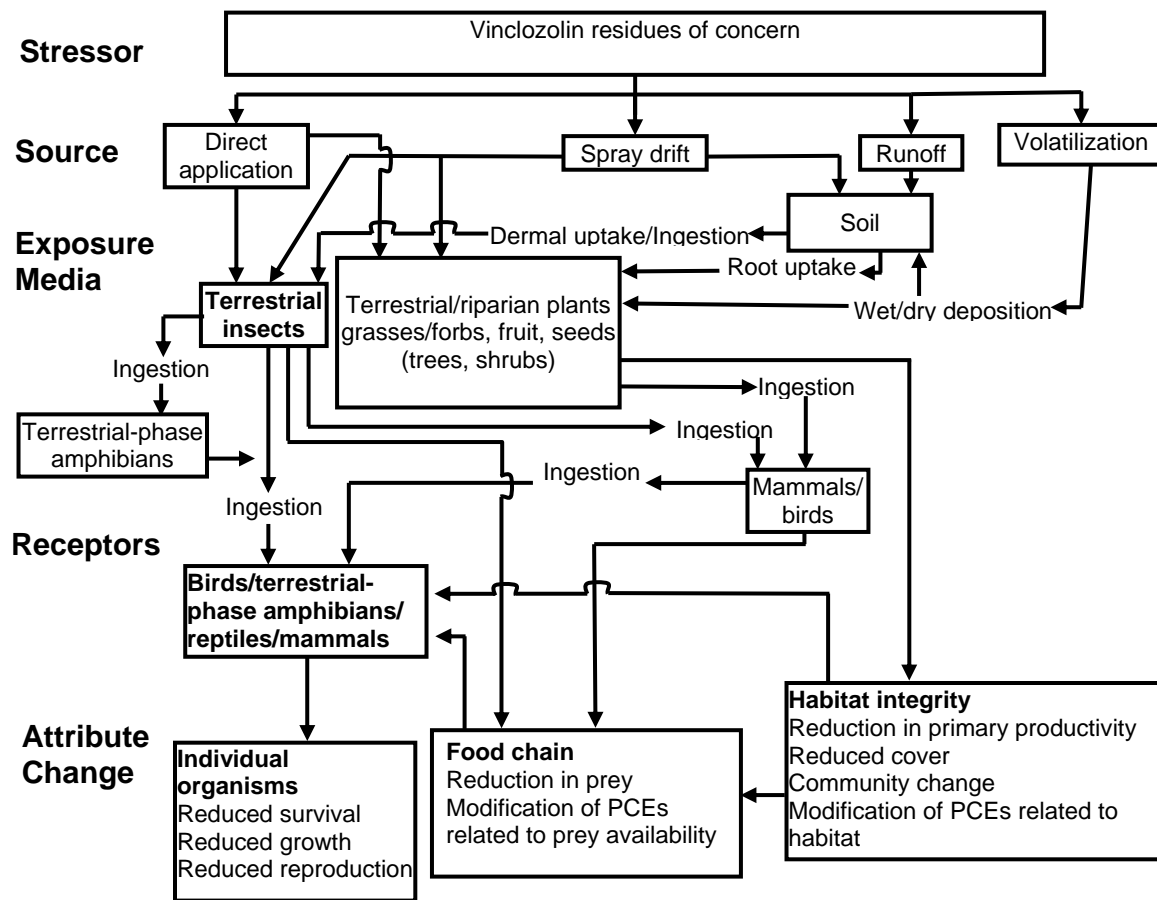 Stressor
Vinclozolin residues of concern
Source
Direct
application
Spray drift
Runoff
Volatilization
Soil
Exposure
Media
Dermal uptake/Ingestion
Root uptake
Wet/dry deposition
Terrestrial
insects
Terrestrial/riparian plants
grasses/forbs, fruit, seeds
(trees, shrubs)
Ingestion
Ingestion
Terrestrial-phase
amphibians
Ingestion
Ingestion
Ingestion
Mammals/
birds
Receptors
Birds/terrestrial-
phase amphibians/
reptiles/mammals
Attribute
Change
Individual
organisms
Reduced survival
Reduced growth
Reduced reproduction
Food chain
Reduction in prey
Modification of PCEs
related to prey availability
Habitat integrity
Reduction in primary productivity
Reduced cover
Community change
Modification of PCEs related to
habitat